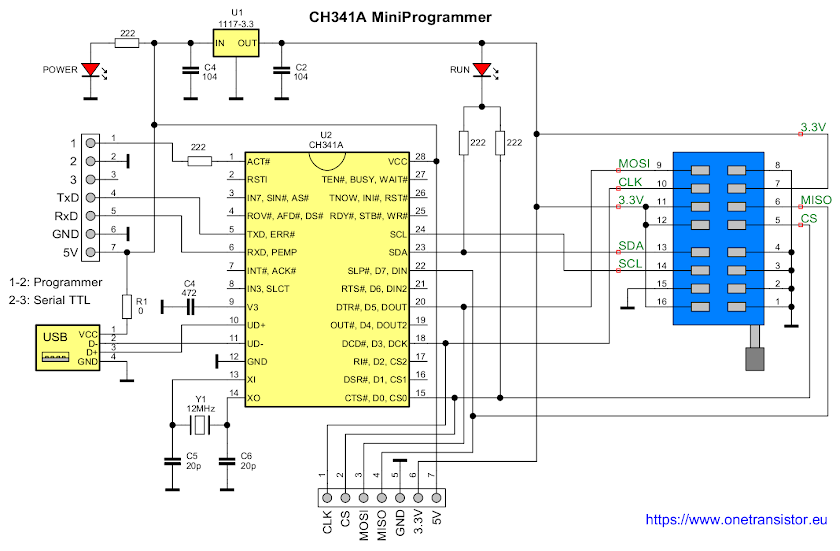 CH341A MiniProgrammer
U1
1117-3.3
IN OUT
222
POWER
C4
104
C2
104
RUN
222
222
3.3V
U2
CH341A
1 1
2 2
3 3
TxD 4
RxD 5
GND 6
5V 7
222
1 ACT#
2 RSTI
3 IN7, SIN#, AS#
4 ROV#, AFD#, DS#
5 TXD, ERR#
6 RXD, PEMP
7 INT#, ACK#
8 IN3, SLCT
9 V3
10 UD+
11 UD-
12 GND
13 XI
14 XO
VCC 28
TEN#, BUSY, WAIT# 27
TNOW, INI#, RST# 26
RDY#, STB#, WR# 25
SCL 24
SDA 23
SLP#, D7, DIN 22
RTS#, D6, DIN2 21
DTR#, D5, DOUT 20
OUT#, D4, DOUT2 19
DCD#, D3, DCK 18
RI#, D2, CS2 17
DSR#, D1, CS1 16
CTS#, D0, CS0 15
MOSI 9
CLK 10
3.3V 11
12
SDA 13
SCL 14
15
16
8
7
6 MISO
5 CS
4
3
2
1
1-2: Programmer
2-3: Serial TTL
C4
472
R1
0
USB
VCC 1
D- 2
D+ 3
GND 4
Y1
12MHz
C5
20p
C6
20p
1 2 3 4 5 6 7
CLK
CS
MOSI
MISO
GND
3.3V
5V
https://www.onetransistor.eu